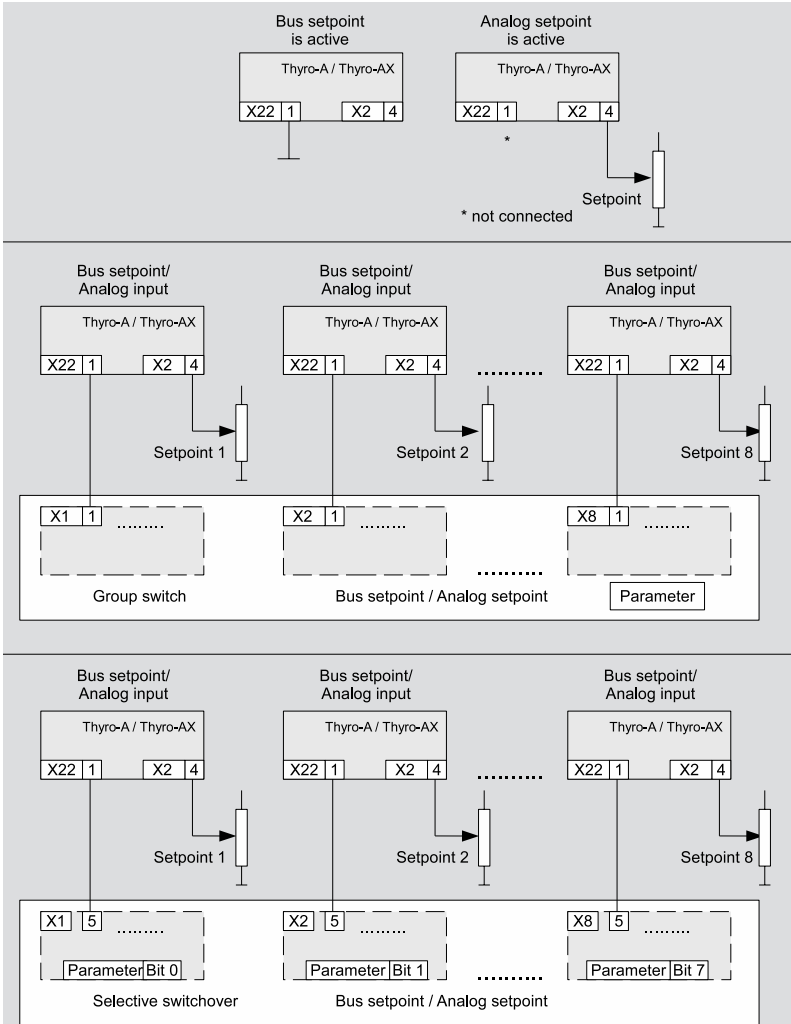 Bus setpoint
is active
Analog setpoint
is active
Thyro-A / Thyro-AX
Thyro-A / Thyro-AX
X22 1 X2 4
X22 1 X2 4
*
Setpoint
* not connected
Bus setpoint/
Analog input
Bus setpoint/
Analog input
Bus setpoint/
Analog input
Thyro-A / Thyro-AX
Thyro-A / Thyro-AX
Thyro-A / Thyro-AX
X22 1 X2 4
X22 1 X2 4
..........
X22 1 X2 4
Setpoint 1
Setpoint 2
Setpoint 8
X1 1 .........
X2 1 .........
X8 1 .........
..........
Group switch
Bus setpoint / Analog setpoint
Parameter
Bus setpoint/
Analog input
Bus setpoint/
Analog input
Bus setpoint/
Analog input
Thyro-A / Thyro-AX
Thyro-A / Thyro-AX
Thyro-A / Thyro-AX
X22 1 X2 4
X22 1 X2 4
..........
X22 1 X2 4
Setpoint 1
Setpoint 2
Setpoint 8
X1 5 .........
X2 5 .........
X8 5 .........
Parameter Bit 0
Parameter Bit 1
..........
Parameter Bit 7
Selective switchover
Bus setpoint / Analog setpoint